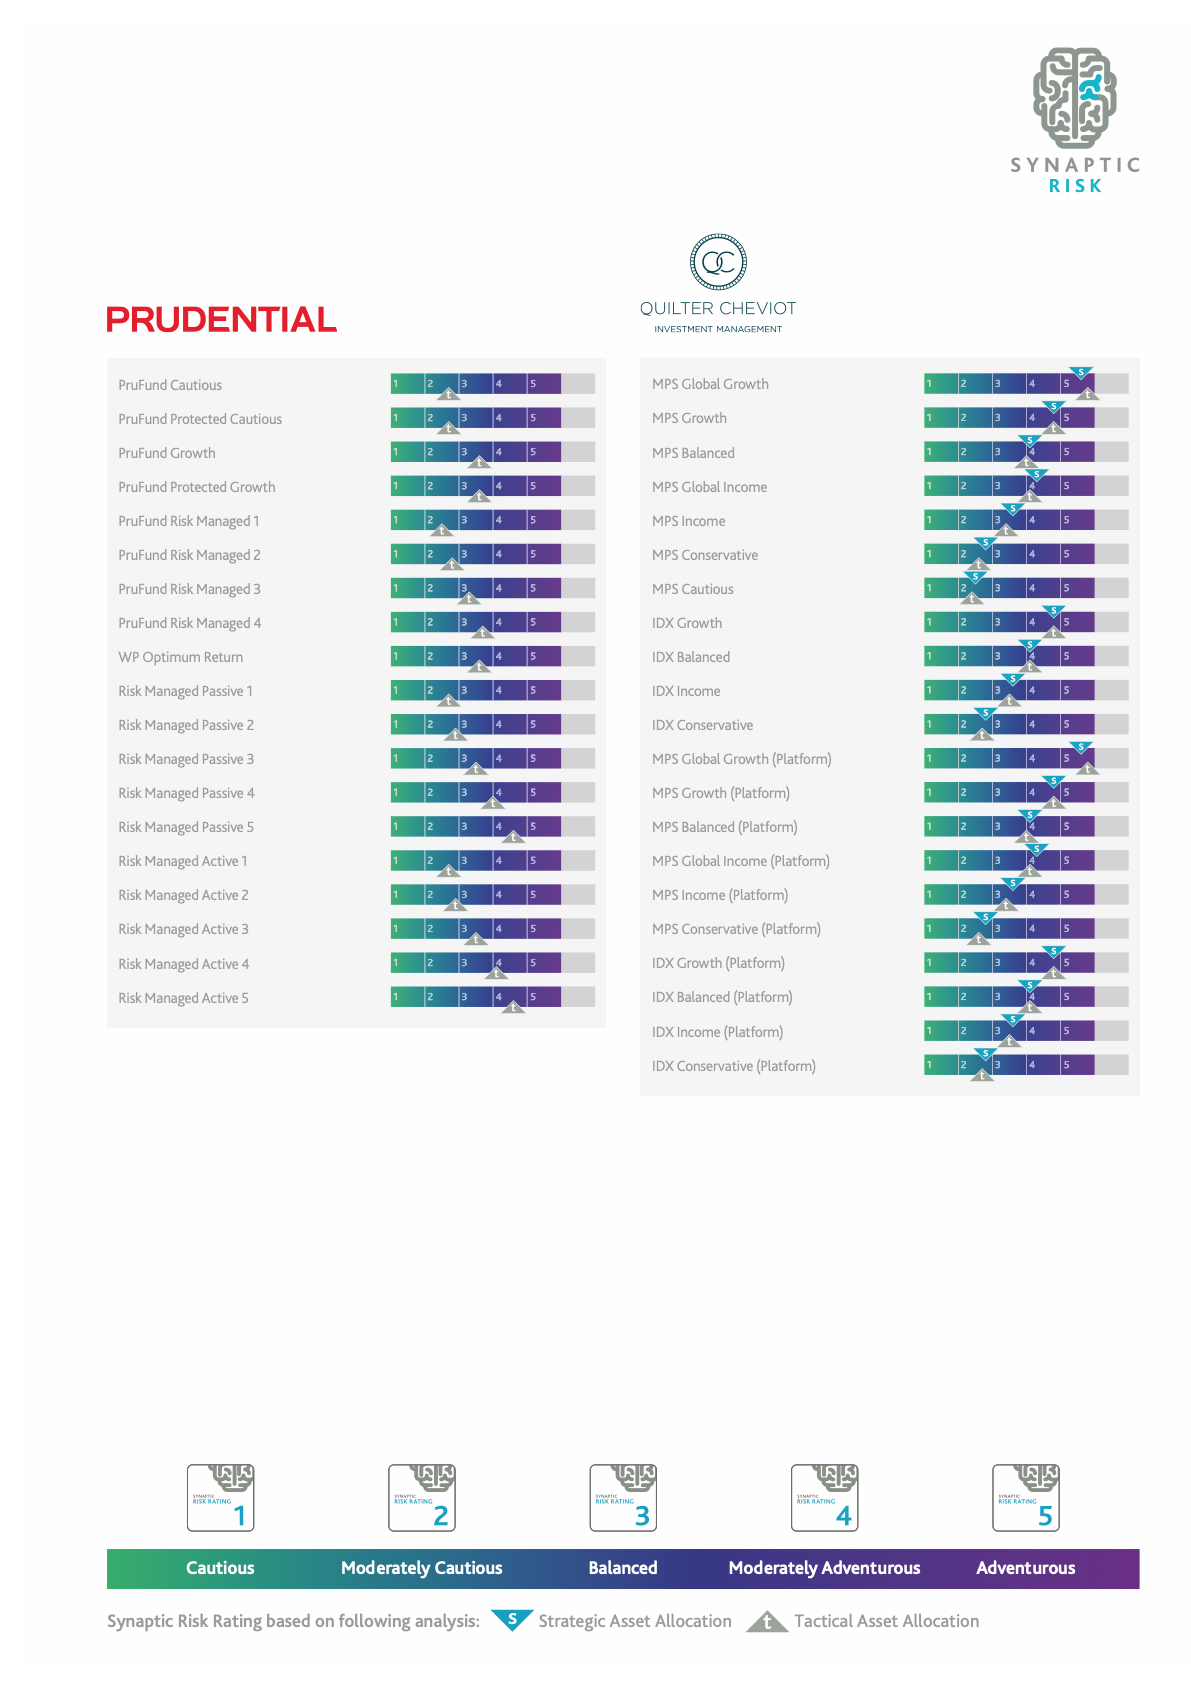 SYNAPTIC
RISK
PRUDENTIAL
PruFund Cautious 1 2 3 4 5 t
PruFund Protected Cautious 1 2 3 4 5 t
PruFund Growth 1 2 3 4 5 t
PruFund Protected Growth 1 2 3 4 5 t
PruFund Risk Managed 1 1 2 3 4 5 t
PruFund Risk Managed 2 1 2 3 4 5 t
PruFund Risk Managed 3 1 2 3 4 5 t
PruFund Risk Managed 4 1 2 3 4 5 t
WP Optimum Return 1 2 3 4 5 t
Risk Managed Passive 1 1 2 3 4 5 t
Risk Managed Passive 2 1 2 3 4 5 t
Risk Managed Passive 3 1 2 3 4 5 t
Risk Managed Passive 4 1 2 3 4 5 t
Risk Managed Passive 5 1 2 3 4 5 t
Risk Managed Active 1 1 2 3 4 5 t
Risk Managed Active 2 1 2 3 4 5 t
Risk Managed Active 3 1 2 3 4 5 t
Risk Managed Active 4 1 2 3 4 5 t
Risk Managed Active 5 1 2 3 4 5 t
QC
QUILTER CHEVIOT
INVESTMENT MANAGEMENT
MPS Global Growth 1 2 3 4 5 s t
MPS Growth 1 2 3 4 5 s t
MPS Balanced 1 2 3 4 5 s t
MPS Global Income 1 2 3 4 5 s t
MPS Income 1 2 3 4 5 s t
MPS Conservative 1 2 3 4 5 s t
MPS Cautious 1 2 3 4 5 s t
IDX Growth 1 2 3 4 5 s t
IDX Balanced 1 2 3 4 5 s t
IDX Income 1 2 3 4 5 s t
IDX Conservative 1 2 3 4 5 s t
MPS Global Growth (Platform) 1 2 3 4 5 s t
MPS Growth (Platform) 1 2 3 4 5 s t
MPS Balanced (Platform) 1 2 3 4 5 s t
MPS Global Income (Platform) 1 2 3 4 5 s t
MPS Income (Platform) 1 2 3 4 5 s t
MPS Conservative (Platform) 1 2 3 4 5 s t
IDX Growth (Platform) 1 2 3 4 5 s t
IDX Balanced (Platform) 1 2 3 4 5 s t
IDX Income (Platform) 1 2 3 4 5 s t
IDX Conservative (Platform) 1 2 3 4 5 s t
SYNAPTIC
RISK RATING 1
SYNAPTIC
RISK RATING 2
SYNAPTIC
RISK RATING 3
SYNAPTIC
RISK RATING 4
SYNAPTIC
RISK RATING 5
Cautious Moderately Cautious Balanced Moderately Adventurous Adventurous
Synaptic Risk Rating based on following analysis: s Strategic Asset Allocation t Tactical Asset Allocation